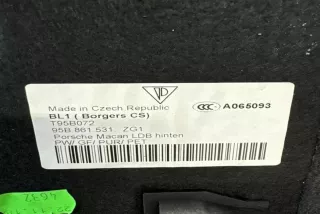 Made in Czech.Republic
BL1 ( Borgers CS)
CCC A065093
T95B072
95B.861.531. ZG1
Porsche Macan LDB hinten
PW/ GF/ PUR/ PET